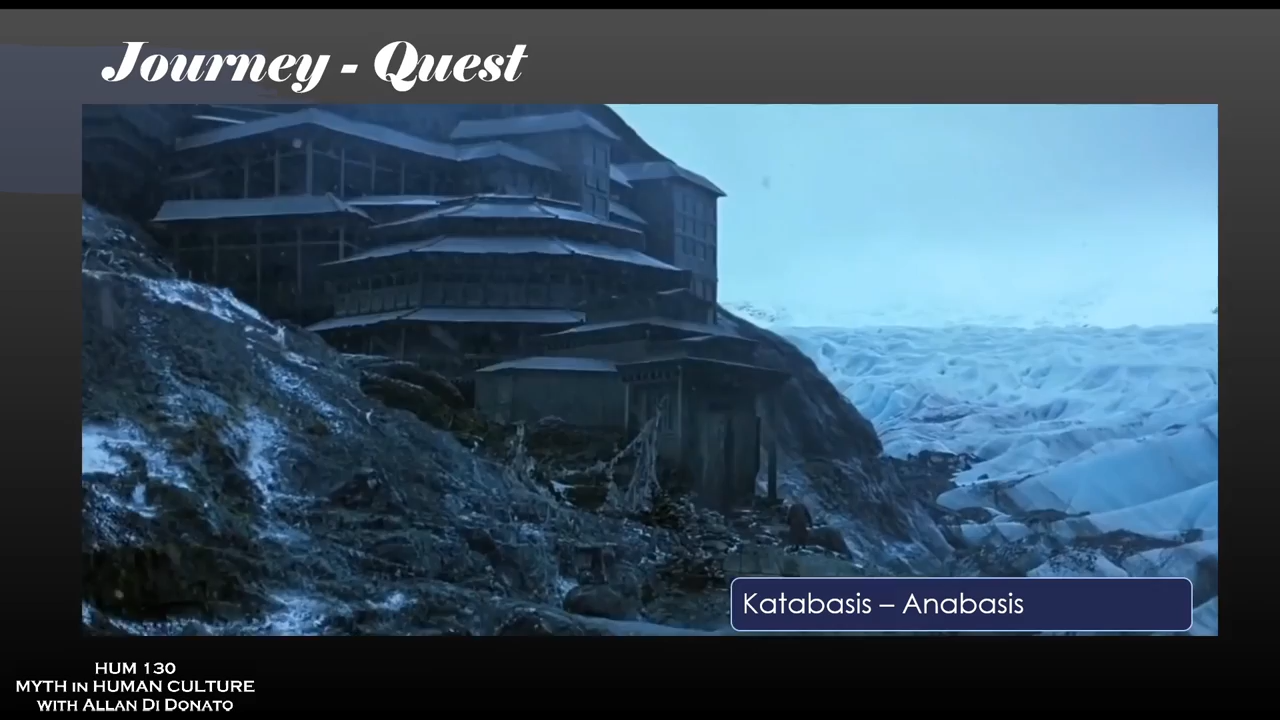 Journey - Quest
Katabasis – Anabasis
HUM 130
MYTH IN HUMAN CULTURE
WITH ALLAN DI DONATO